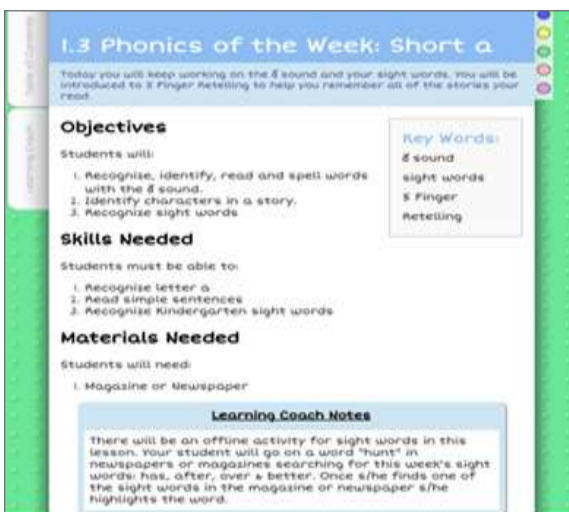 1.3 Phonics of the Week: Short a
Today you will keep working on the ă sound and your sight words. You will be
introduced to 5 Finger Retelling to help you remember all of the stories your
read.
Table of Contents
Learning Coach
Objectives
Students will:
1. Recognize, identify, read and spell words
with the ă sound.
2. Identify characters in a story.
3. Recognize sight words
Key Words:
ă sound
sight words
5 Finger
Retelling
Skills Needed
Students must be able to:
1. Recognize letter a
2. Read simple sentences
3. Recognize Kindergarten sight words
Materials Needed
Students will need:
1. Magazine or Newspaper
Learning Coach Notes
There will be an offline activity for sight words in this
lesson. Your student will go on a word "hunt" in
newspapers or magazines searching for this week's sight
words: has, after, over & better. Once s/he finds one of
the sight words in the magazine or newspaper s/he
highlights the word.